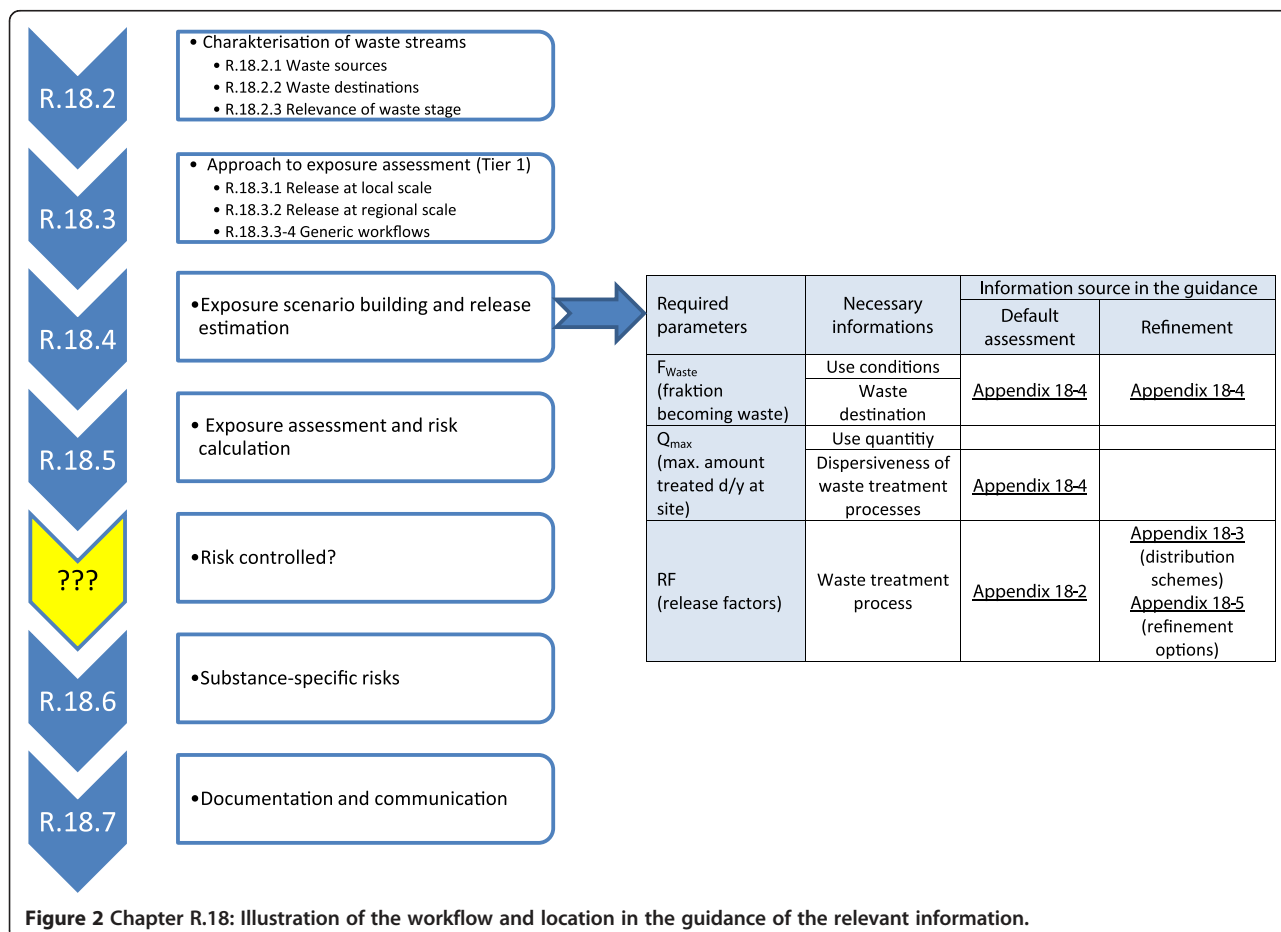 R.18.2
• Charakterisation of waste streams
• R.18.2.1 Waste sources
• R.18.2.2 Waste destinations
• R.18.2.3 Relevance of waste stage
R.18.3
• Approach to exposure assessment (Tier 1)
• R.18.3.1 Release at local scale
• R.18.3.2 Release at regional scale
• R.18.3.3-4 Generic workflows
R.18.4
•Exposure scenario building and release
estimation
R.18.5
• Exposure assessment and risk
calculation
???
•Risk controlled?
R.18.6
•Substance-specific risks
R.18.7
•Documentation and communication
Required
parameters
Necessary
informations
Information source in the guidance
Default
assessment
Refinement
FWaste
(fraktion
becoming waste)
Use conditions
Waste
destination
Appendix 18-4
Appendix 18-4
Qmax
(max. amount
treated d/y at
site)
Use quantitiy
Dispersiveness of
waste treatment
processes
Appendix 18-4
RF
(release factors)
Waste treatment
process
Appendix 18-2
Appendix 18-3
(distribution
schemes)
Appendix 18-5
(refinement
options)
Figure 2 Chapter R.18: Illustration of the workflow and location in the guidance of the relevant information.